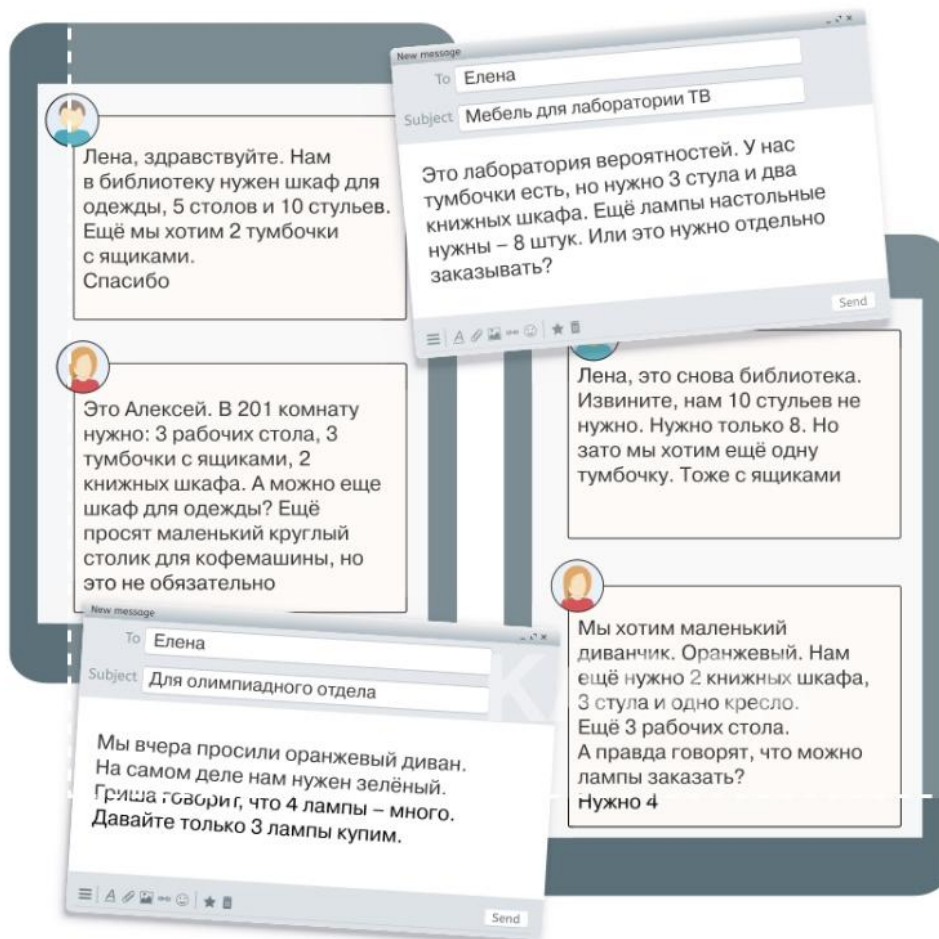 Лена, здравствуйте. Нам
в библиотеку нужен шкаф для
одежды, 5 столов и 10 стульев.
Ещё мы хотим 2 тумбочки
с ящиками.
Спасибо
New message
To Елена
Subject Мебель для лаборатории ТВ
Это лаборатория вероятностей. У нас
тумбочки есть, но нужно 3 стула и два
книжных шкафа. Ещё лампы настольные
нужны – 8 штук. Или это нужно отдельно
заказывать?
Send
Это Алексей. В 201 комнату
нужно: 3 рабочих стола, 3
тумбочки с ящиками, 2
книжных шкафа. А можно еще
шкаф для одежды? Ещё
просят маленький круглый
столик для кофемашины, но
это не обязательно
Лена, это снова библиотека.
Извините, нам 10 стульев не
нужно. Нужно только 8. Но
зато мы хотим ещё одну
тумбочку. Тоже с ящиками
New message
To Елена
Subject Для олимпиадного отдела
Мы вчера просили оранжевый диван.
На самом деле нам нужен зелёный.
Гриша говорит, что 4 лампы – много.
Давайте только 3 лампы купим.
Send
Мы хотим маленький
диванчик. Оранжевый. Нам
ещё нужно 2 книжных шкафа,
3 стула и одно кресло.
Ещё 3 рабочих стола.
А правда говорят, что можно
лампы заказать?
Нужно 4